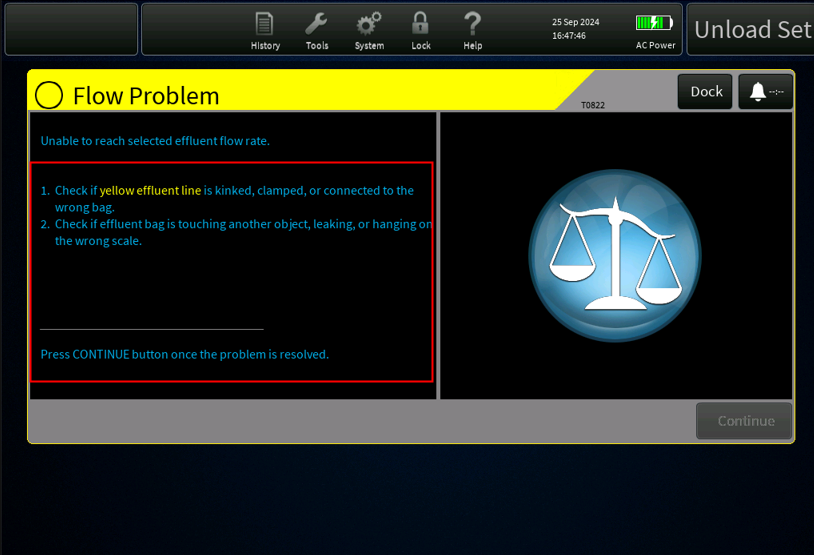 History
Tools
System
Lock
Help
25 Sep 2024
16:47:46
AC Power
Unload Set
Flow Problem
T0822
Dock
--:--
Unable to reach selected effluent flow rate.
1. Check if yellow effluent line is kinked, clamped, or connected to the
wrong bag.
2. Check if effluent bag is touching another object, leaking, or hanging on
the wrong scale.
Press CONTINUE button once the problem is resolved.
Continue